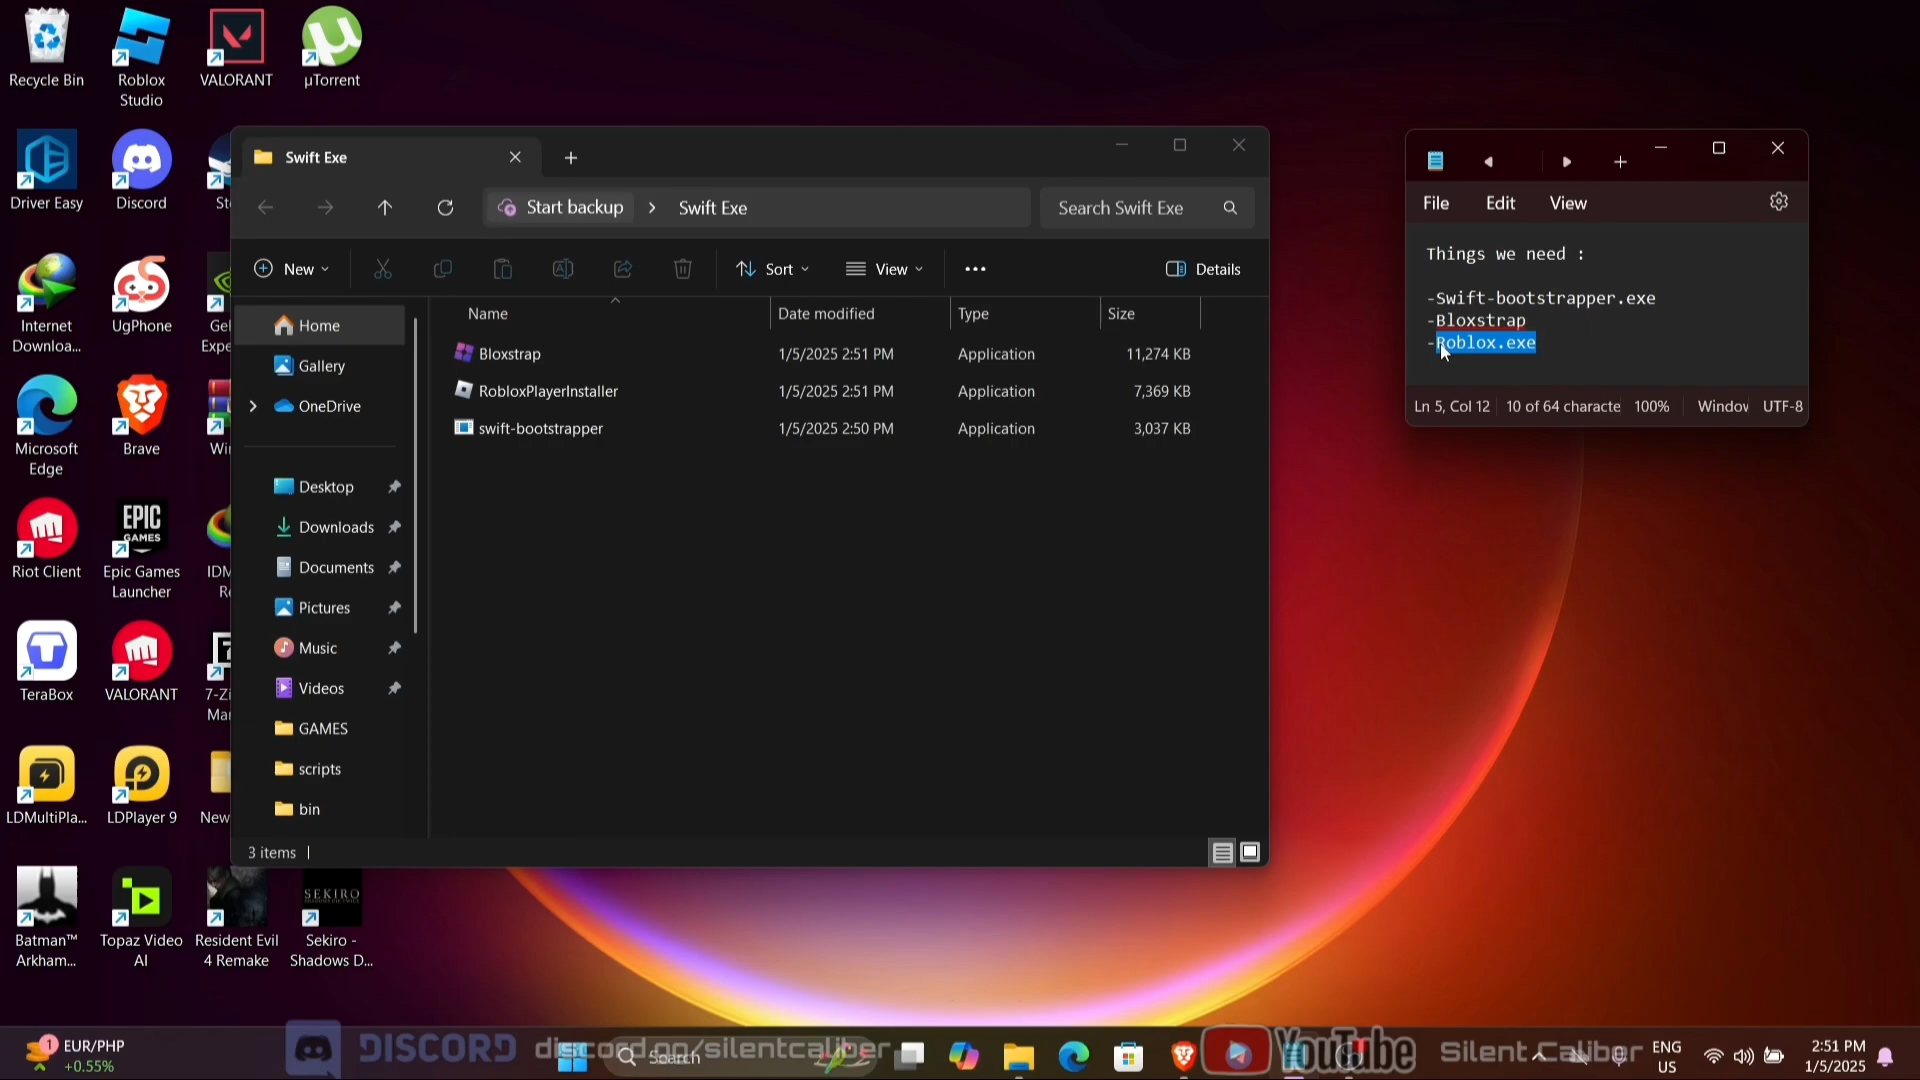 Recycle Bin
Roblox
Studio
VALORANT
µTorrent
Driver Easy
Discord
Internet
Downloa...
UgPhone
Microsoft
Edge
Brave
Riot Client
EPIC
GAMES
Epic Games
Launcher
TeraBox
VALORANT
LDMultiPla...
LDPlayer 9
New
Batman™
Arkham...
Topaz Video
AI
Resident Evil
4 Remake
SEKIRO
Sekiro -
Shadows D...
Swift Exe
Start backup
Swift Exe
Search Swift Exe
New
Sort
View
Details
Home
Gallery
OneDrive
Desktop
Downloads
Documents
Pictures
Music
Videos
GAMES
scripts
bin
Name Date modified Type Size
Bloxstrap 1/5/2025 2:51 PM Application 11,274 KB
RobloxPlayerInstaller 1/5/2025 2:51 PM Application 7,369 KB
swift-bootstrapper 1/5/2025 2:50 PM Application 3,037 KB
3 items
File Edit View
Things we need :
-Swift-bootstrapper.exe
-Bloxstrap
-Roblox.exe
Ln 5, Col 12 10 of 64 characte 100% Window UTF-8
1
EUR/PHP
+0.55%
DISCORD
discord.gg/silentcaliber
Search
YouTube
Silent Caliber
ENG
US
2:51 PM
1/5/2025